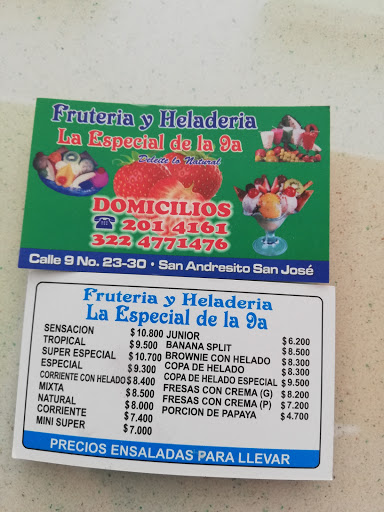 Fruteria y Heladeria
La Especial de la 9a
Deleite lo Natural
DOMICILIOS
☎ 201 4161
322 4771476
Calle 9 No. 23-30 • San Andresito San José
Fruteria y Heladeria
La Especial de la 9a
SENSACION $10.800
TROPICAL $9.500
SUPER ESPECIAL $10.700
ESPECIAL $9.300
CORRIENTE CON HELADO $8.400
MIXTA $8.500
NATURAL $8.000
CORRIENTE $7.400
MINI SUPER $7.000
JUNIOR $6.200
BANANA SPLIT $8.500
BROWNIE CON HELADO $8.300
COPA DE HELADO $8.300
COPA DE HELADO ESPECIAL $9.500
FRESAS CON CREMA (G) $8.200
FRESAS CON CREMA (P) $7.200
PORCION DE PAPAYA $4.700
PRECIOS ENSALADAS PARA LLEVAR